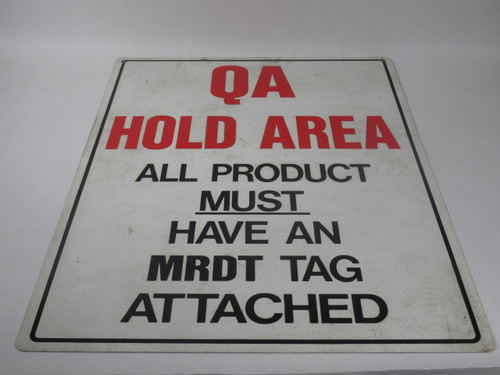 QA
HOLD AREA
ALL PRODUCT
MUST
HAVE AN
MRDT TAG
ATTACHED